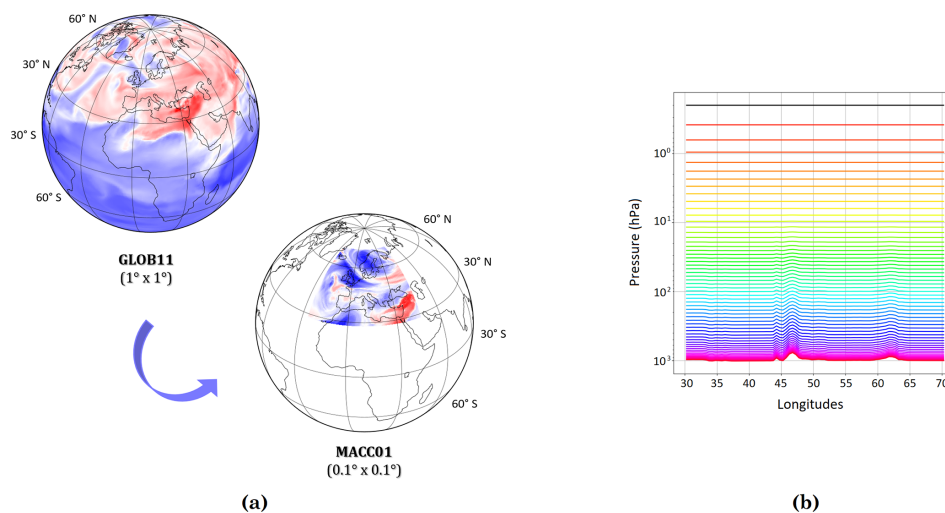 60° N
30° N
30° S
60° S
GLOB11
(1° x 1°)
60° N
30° N
30° S
60° S
MACC01
(0.1° x 0.1°)
(a)
Pressure (hPa)
10⁰
10¹
10²
10³
30 35 40 45 50 55 60 65 70
Longitudes
(b)